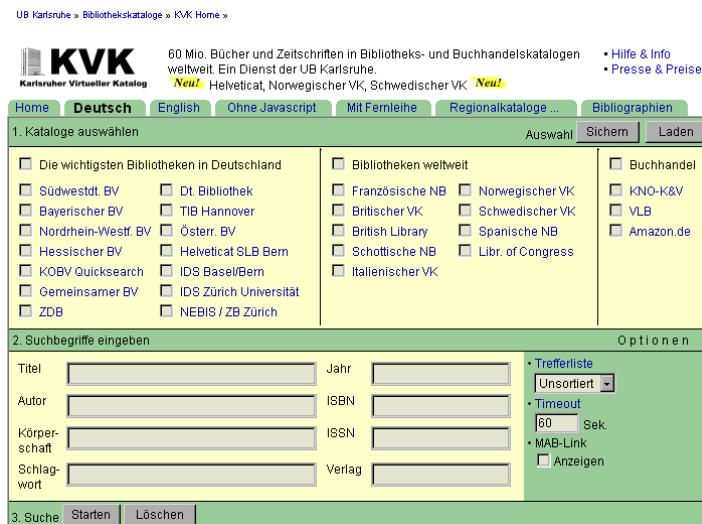 UB Karlsruhe » Bibliothekskataloge » KVK Home »
KVK
Karlsruher Virtueller Katalog
60 Mio. Bücher und Zeitschriften in Bibliotheks- und Buchhandelskatalogen
weltweit. Ein Dienst der UB Karlsruhe.
Neu! Helveticat, Norwegischer VK, Schwedischer VK Neu!
• Hilfe & Info
• Presse & Preise
Home Deutsch English Ohne Javascript Mit Fernleihe Regionalkataloge ... Bibliographien
1. Kataloge auswählen Auswahl Sichern Laden
Die wichtigsten Bibliotheken in Deutschland
Südwestdt. BV Dt. Bibliothek
Bayerischer BV TIB Hannover
Nordrhein-Westf. BV Österr. BV
Hessischer BV Helveticat SLB Bern
KOBV Quicksearch IDS Basel/Bern
Gemeinsamer BV IDS Zürich Universität
ZDB NEBIS / ZB Zürich
Bibliotheken weltweit
Französische NB Norwegischer VK
Britischer VK Schwedischer VK
British Library Spanische NB
Schottische NB Libr. of Congress
Italienischer VK
Buchhandel
KNO-K&V
VLB
Amazon.de
2. Suchbegriffe eingeben Optionen
Titel Jahr
Autor ISBN
Körper-
schaft
ISSN
Schlag-
wort
Verlag
• Trefferliste
Unsortiert
• Timeout
60 Sek.
• MAB-Link
Anzeigen
3. Suche Starten Löschen